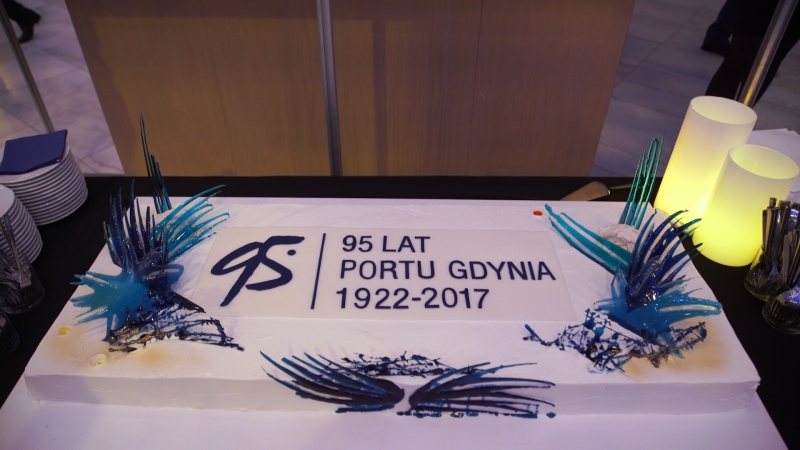 95
95 LAT
PORTU GDYNIA
1922-2017